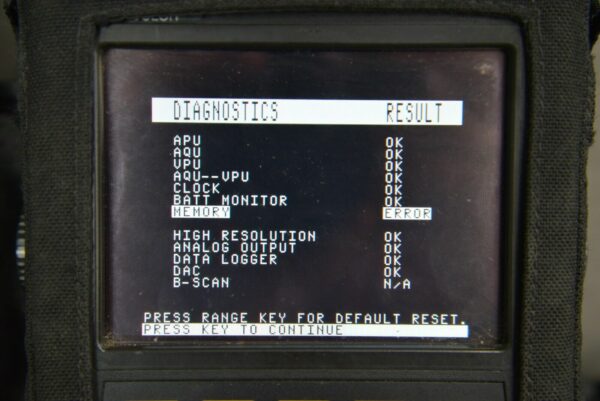 DIAGNOSTICS RESULT
APU OK
AQU OK
VPU OK
AQU--VPU OK
CLOCK OK
BATT MONITOR OK
MEMORY ERROR
HIGH RESOLUTION OK
ANALOG OUTPUT OK
DATA LOGGER OK
DAC OK
B-SCAN N/A
PRESS RANGE KEY FOR DEFAULT RESET.
PRESS KEY TO CONTINUE